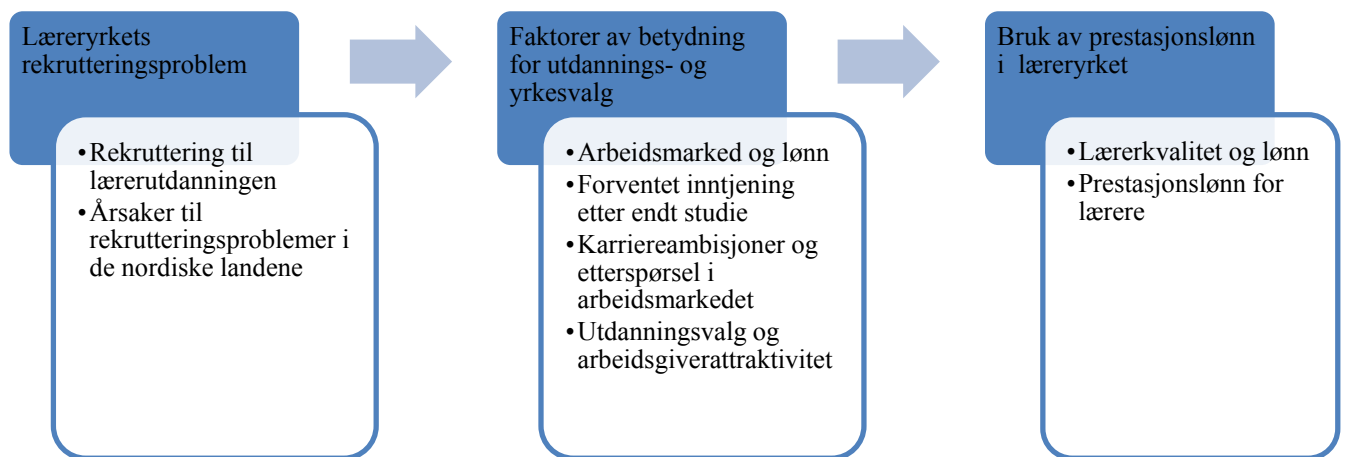 Læreryrkets
rekrutteringsproblem
•Rekruttering til
lærerutdanningen
•Årsaker til
rekrutteringsproblemer i
de nordiske landene
Faktorer av betydning
for utdannings- og
yrkesvalg
•Arbeidsmarked og lønn
•Forventet inntjening
etter endt studie
•Karriereambisjoner og
etterspørsel i
arbeidsmarkedet
•Utdanningsvalg og
arbeidsgiverattraktivitet
Bruk av prestasjonslønn
i læreryrket
•Lærerkvalitet og lønn
•Prestasjonslønn for
lærere